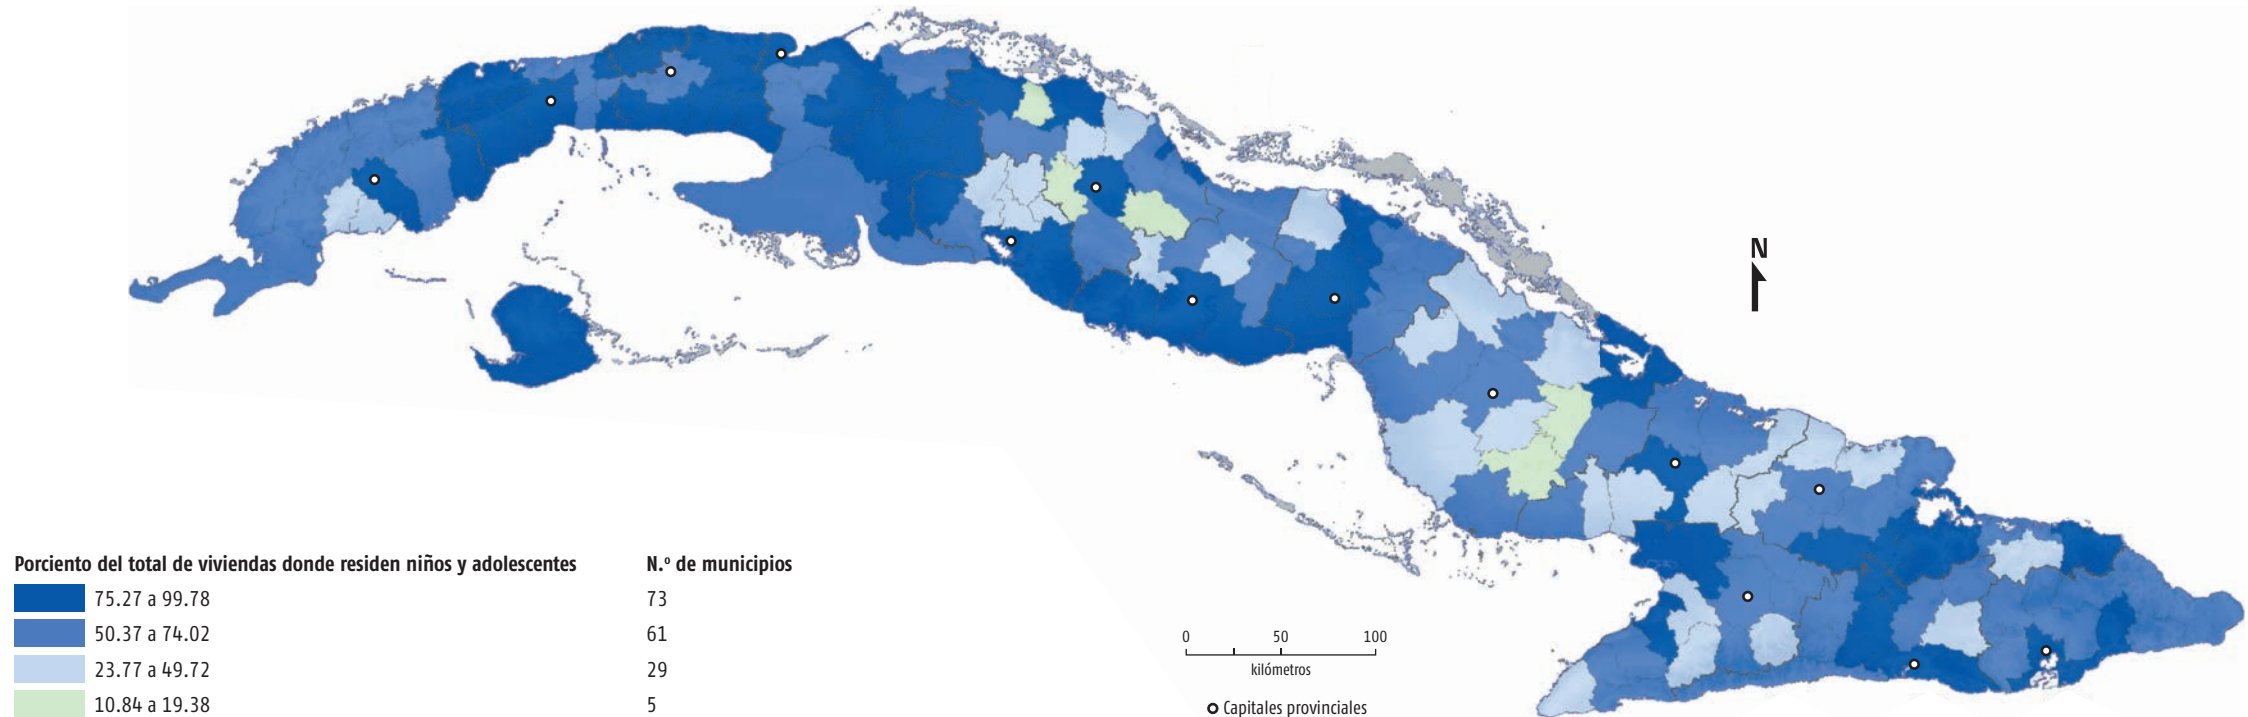 N
Porciento del total de viviendas donde residen niños y adolescentes N.º de municipios
75.27 a 99.78 73
50.37 a 74.02 61
23.77 a 49.72 29
10.84 a 19.38 5
0 50 100
kilómetros
Capitales provinciales